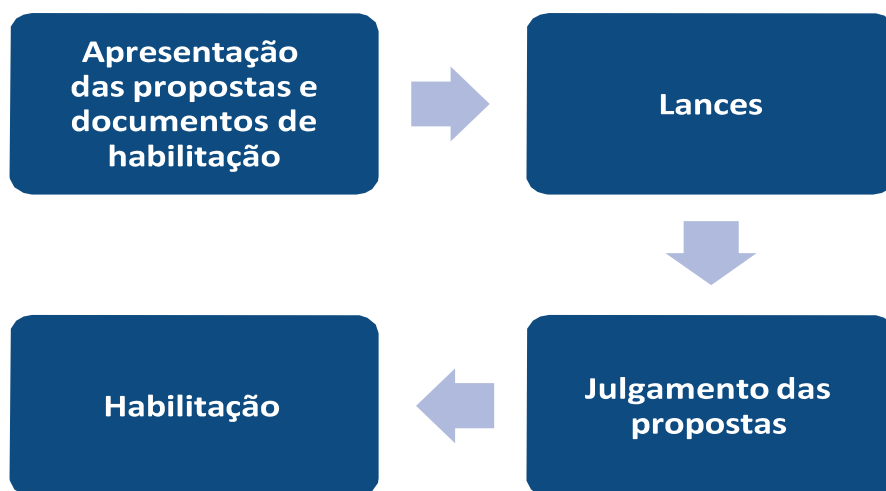 Apresentação
das propostas e
documentos de
habilitação
Lances
Julgamento das
propostas
Habilitação